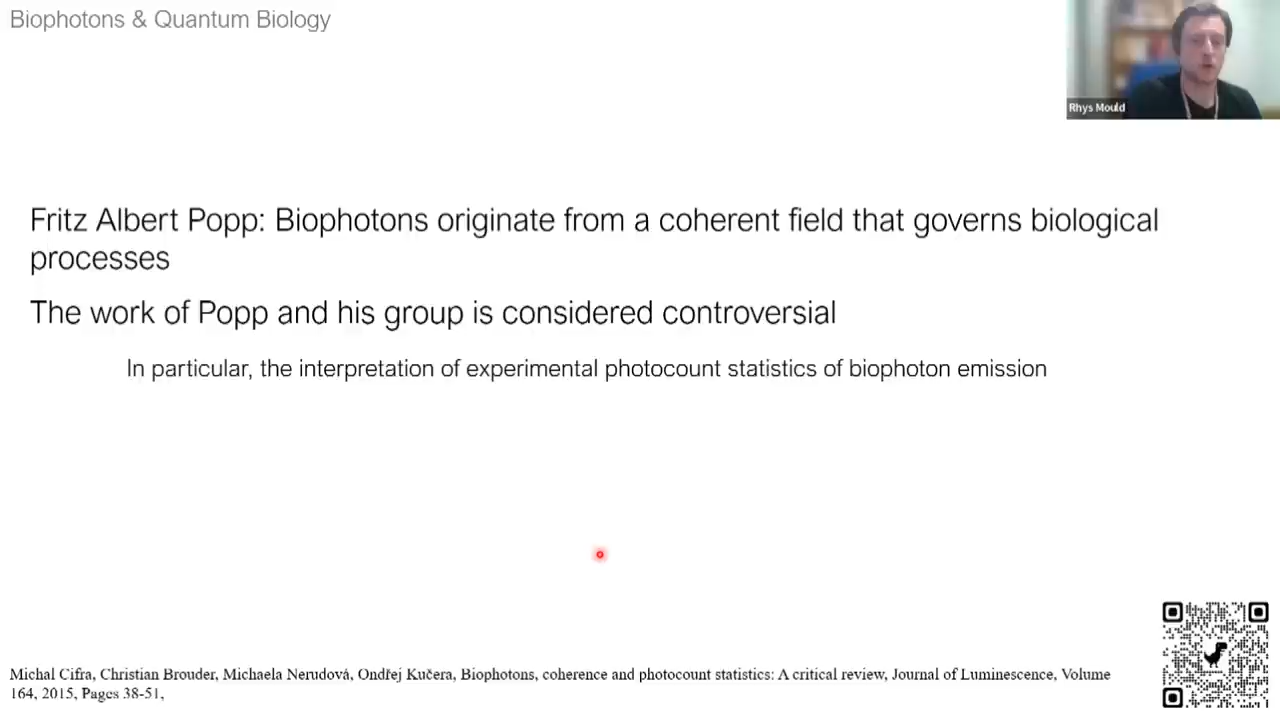 Biophotons & Quantum Biology
Rhys Mould
Fritz Albert Popp: Biophotons originate from a coherent field that governs biological
processes
The work of Popp and his group is considered controversial
In particular, the interpretation of experimental photocount statistics of biophoton emission
Michal Cifra, Christian Brouder, Michaela Nerudová, Ondřej Kučera, Biophotons, coherence and photocount statistics: A critical review, Journal of Luminescence, Volume
164, 2015, Pages 38-51,